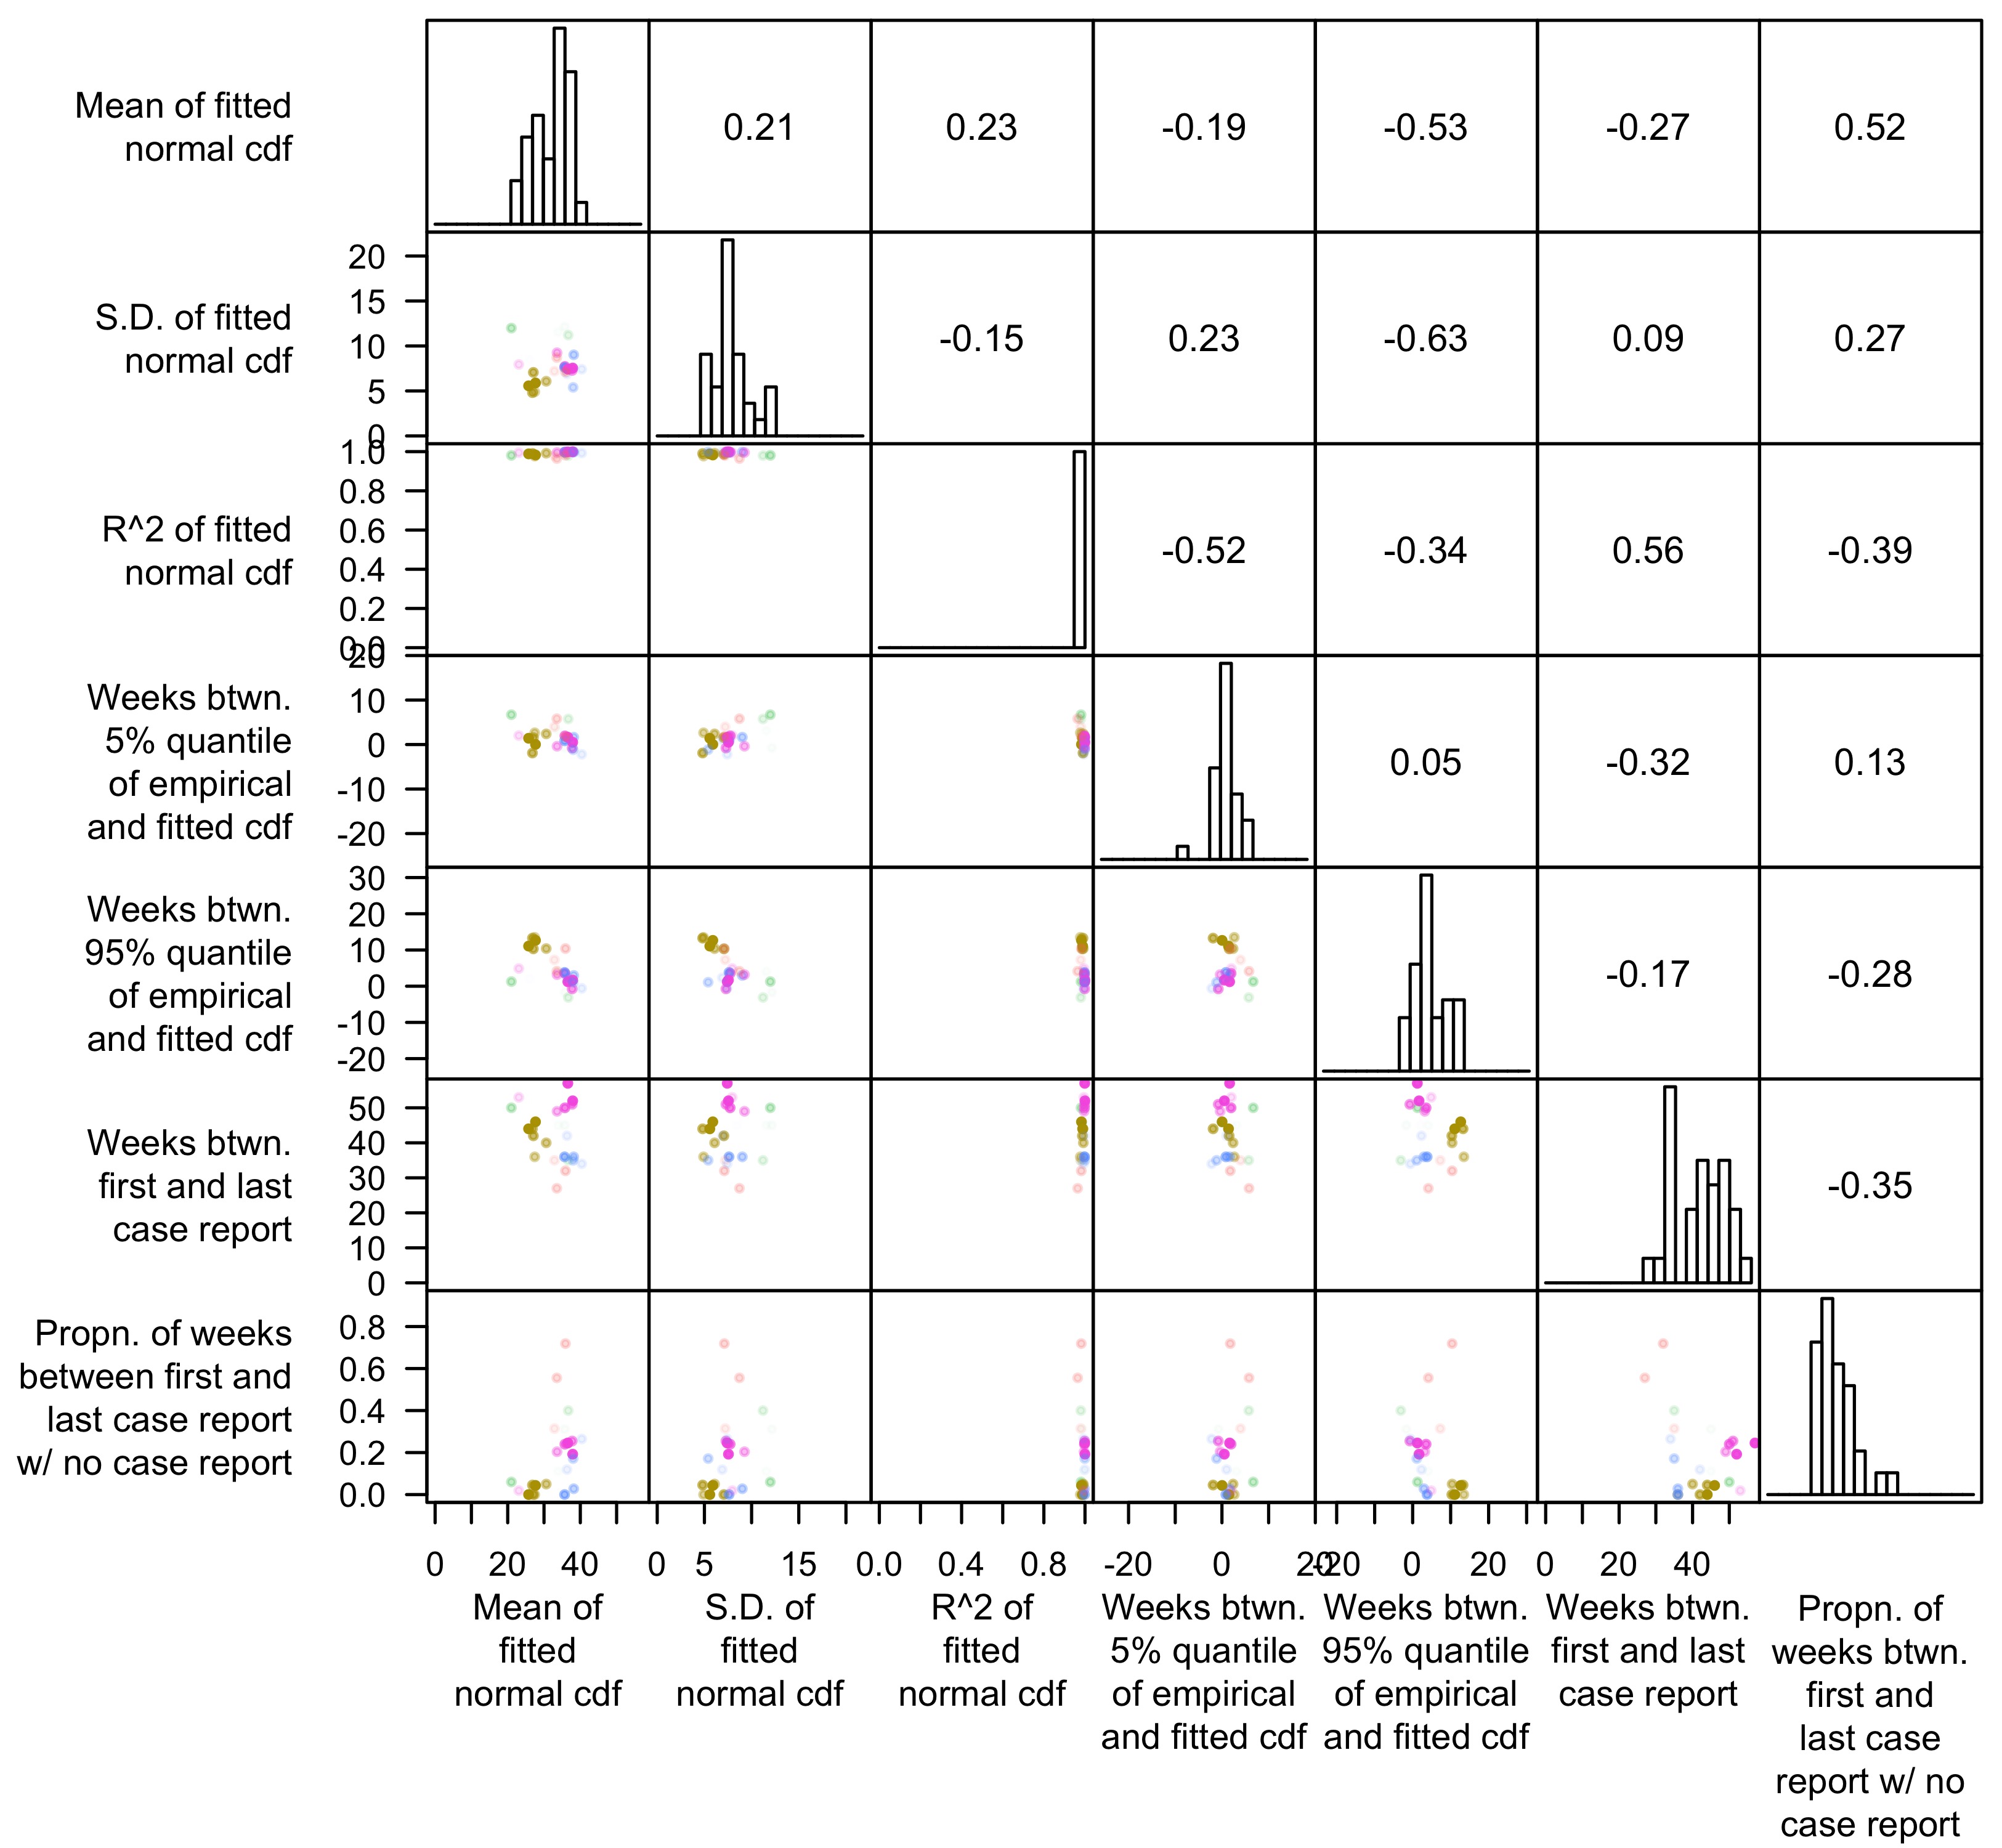 Mean of fitted
normal cdf
0.21
0.23
-0.19
-0.53
-0.27
0.52
S.D. of fitted
normal cdf
20
15
10
5
0
-0.15
0.23
-0.63
0.09
0.27
R^2 of fitted
normal cdf
1.0
0.8
0.6
0.4
0.2
0.0
-0.52
-0.34
0.56
-0.39
Weeks btwn.
5% quantile
of empirical
and fitted cdf
20
10
0
-10
-20
0.05
-0.32
0.13
Weeks btwn.
95% quantile
of empirical
and fitted cdf
30
20
10
0
-10
-20
-0.17
-0.28
Weeks btwn.
first and last
case report
50
40
30
20
10
0
-0.35
Propn. of weeks
between first and
last case report
w/ no case report
0.8
0.6
0.4
0.2
0.0
0 20 40
0 5 15
0.0 0.4 0.8
-20 0 20
-20 0 20
0 20 40
Mean of
fitted
normal cdf
S.D. of
fitted
normal cdf
R^2 of
fitted
normal cdf
Weeks btwn.
5% quantile
of empirical
and fitted cdf
Weeks btwn.
95% quantile
of empirical
and fitted cdf
Weeks btwn.
first and last
case report
Propn. of
weeks btwn.
first and
last case
report w/ no
case report